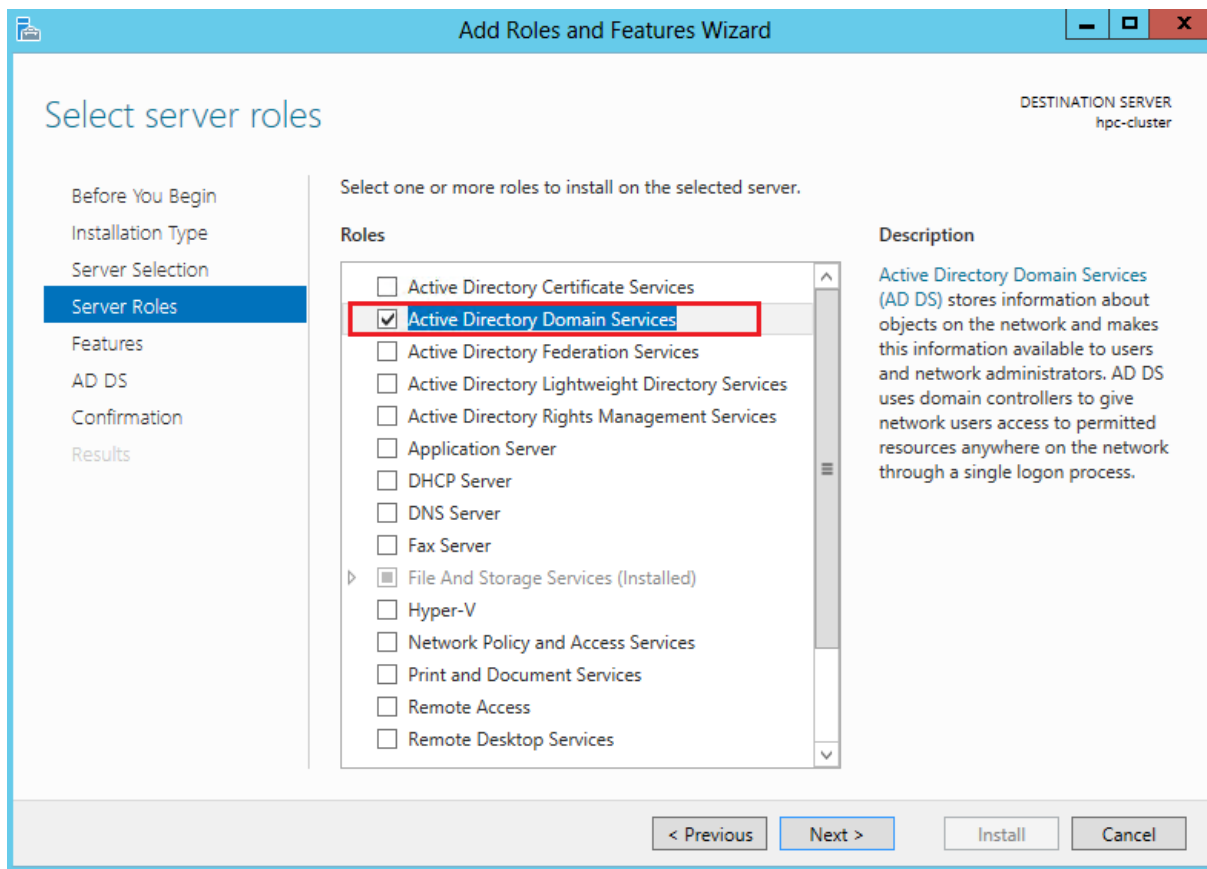 Add Roles and Features Wizard
Select server roles
DESTINATION SERVER
hpc-cluster
Before You Begin
Installation Type
Server Selection
Server Roles
Features
AD DS
Confirmation
Results
Select one or more roles to install on the selected server.
Roles
Active Directory Certificate Services
Active Directory Domain Services
Active Directory Federation Services
Active Directory Lightweight Directory Services
Active Directory Rights Management Services
Application Server
DHCP Server
DNS Server
Fax Server
File And Storage Services (Installed)
Hyper-V
Network Policy and Access Services
Print and Document Services
Remote Access
Remote Desktop Services
Description
Active Directory Domain Services
(AD DS) stores information about
objects on the network and makes
this information available to users
and network administrators. AD DS
uses domain controllers to give
network users access to permitted
resources anywhere on the network
through a single logon process.
< Previous
Next >
Install
Cancel